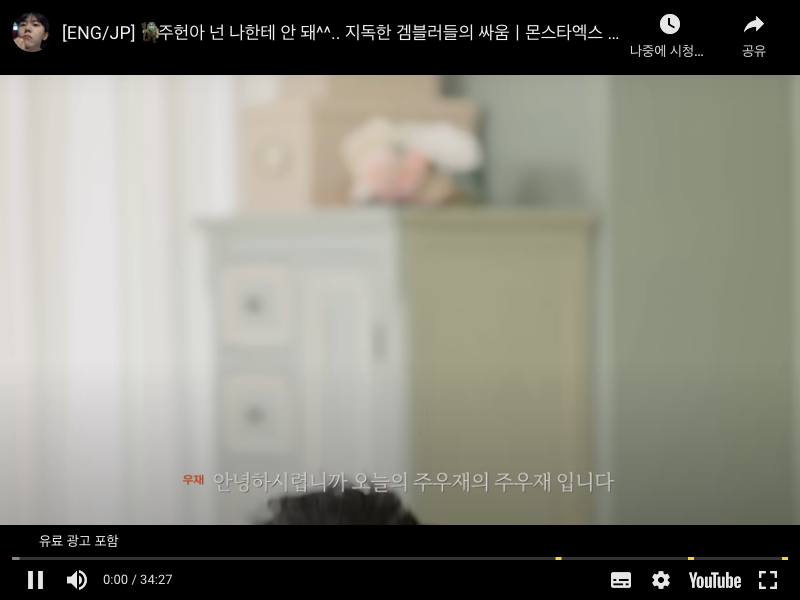 [ENG/JP] 주헌아 넌 나한테 안 돼^^.. 지독한 겜블러들의 싸움 | 몬스타엑스 ...
나중에 시청...
공유
우재 안녕하시렵니까 오늘의 주우재의 주우재 입니다
유료 광고 포함
0:00 / 34:27
YouTube